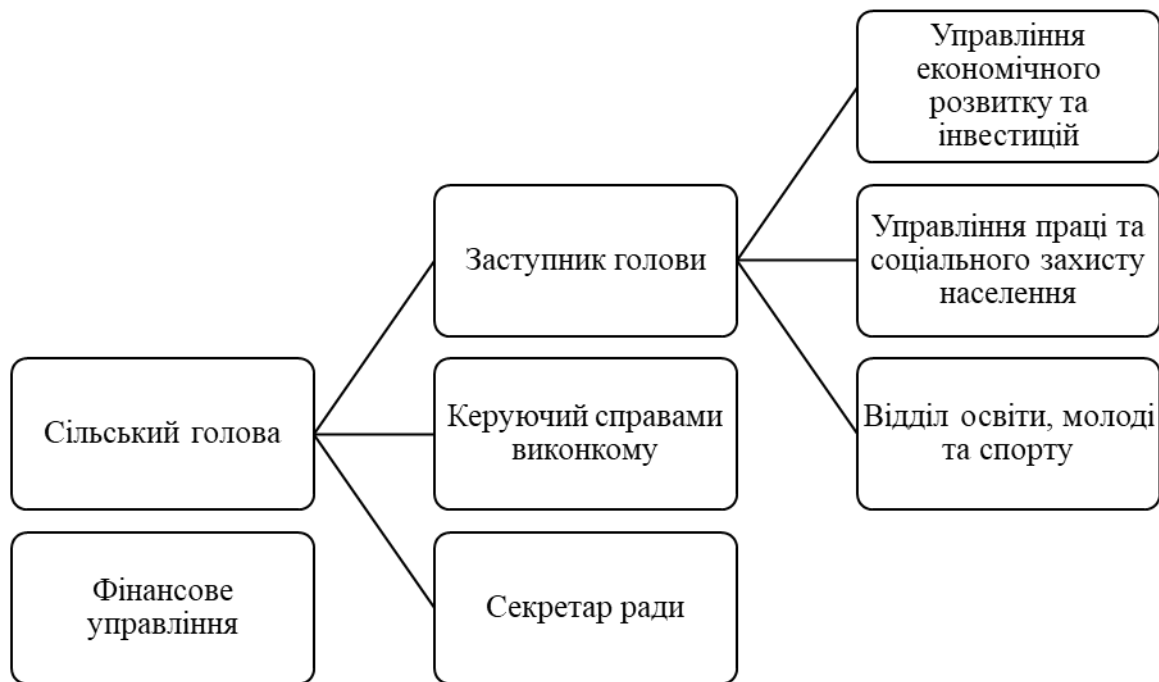 Управління
економічного
розвитку та
інвестицій
Заступник голови
Управління праці та
соціального захисту
населення
Сільський голова
Керуючий справами
виконкому
Відділ освіти, молоді
та спорту
Фінансове
управління
Секретар ради